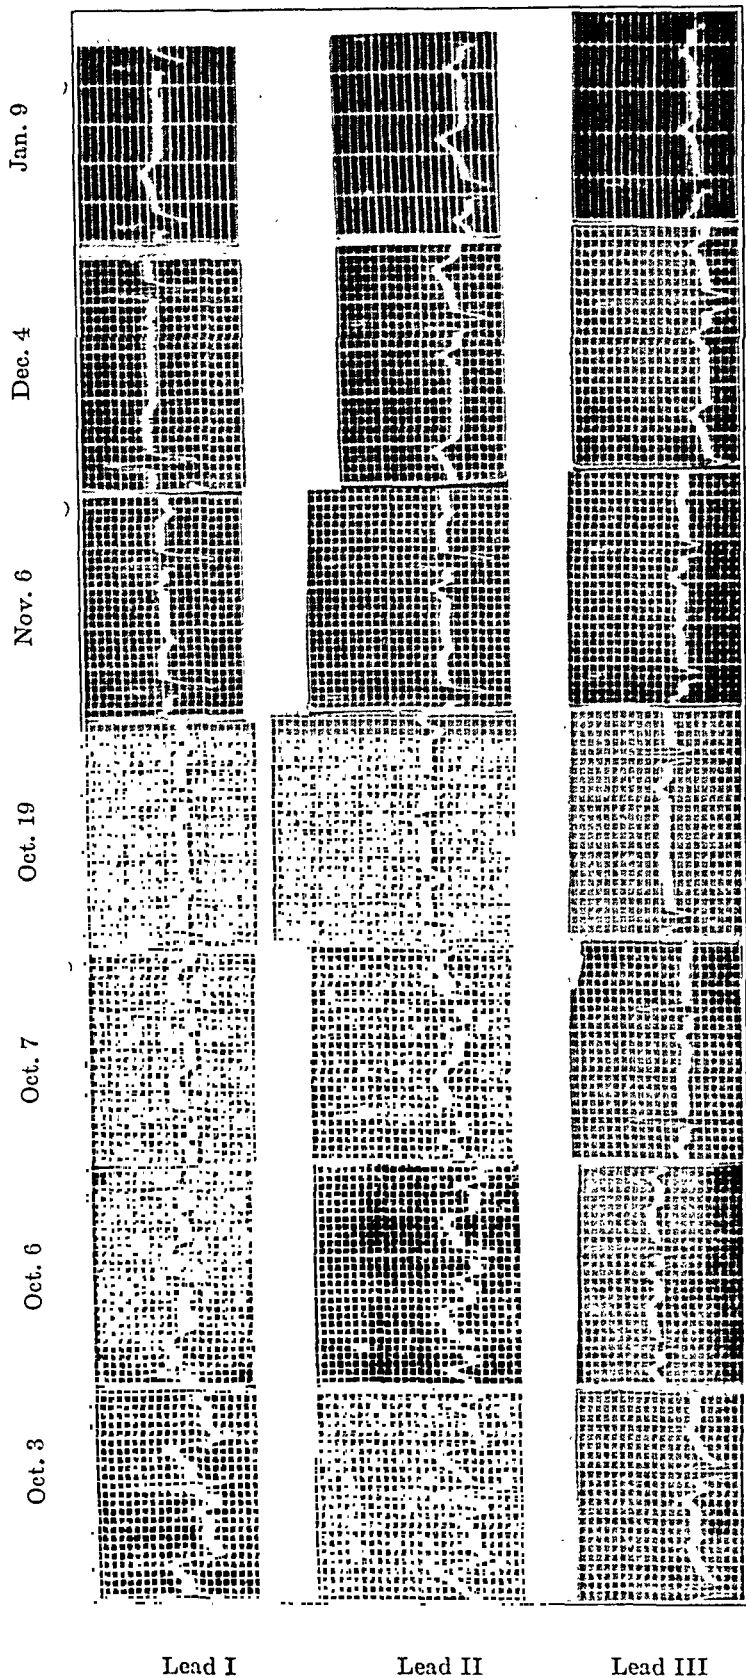 Jan. 9
Dec. 4
Nov. 6
Oct. 19
Oct. 7
Oct. 6
Oct. 3
Lead I
Lead II
Lead III